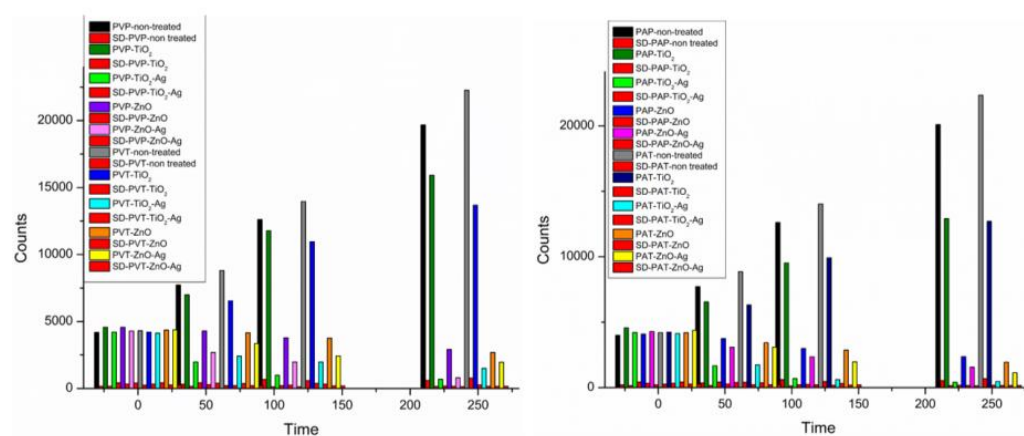 PVP-non-treated
SD-PVP-non treated
PVP-TiO₂
SD-PVP-TiO₂
PVP-TiO₂-Ag
SD-PVP-TiO₂-Ag
PVP-ZnO
SD-PVP-ZnO
PVP-ZnO-Ag
SD-PVP-ZnO-Ag
PVT-non-treated
SD-PVT-non treated
PVT-TiO₂
SD-PVT-TiO₂
PVT-TiO₂-Ag
SD-PVT-TiO₂-Ag
PVT-ZnO
SD-PVT-ZnO
PVT-ZnO-Ag
SD-PVT-ZnO-Ag
20000
15000
10000
5000
0
Counts
0 50 100 150 200 250
Time
PAP-non-treated
SD-PAP-non treated
PAP-TiO₂
SD-PAP-TiO₂
PAP-TiO₂-Ag
SD-PAP-TiO₂-Ag
PAP-ZnO
SD-PAP-ZnO
PAP-ZnO-Ag
SD-PAP-ZnO-Ag
PAT-non-treated
SD-PAT-non treated
PAT-TiO₂
SD-PAT-TiO₂
PAT-TiO₂-Ag
SD-PAT-TiO₂-Ag
PAT-ZnO
SD-PAT-ZnO
PAT-ZnO-Ag
SD-PAT-ZnO-Ag
20000
10000
0
Counts
0 50 100 150 200 250
Time